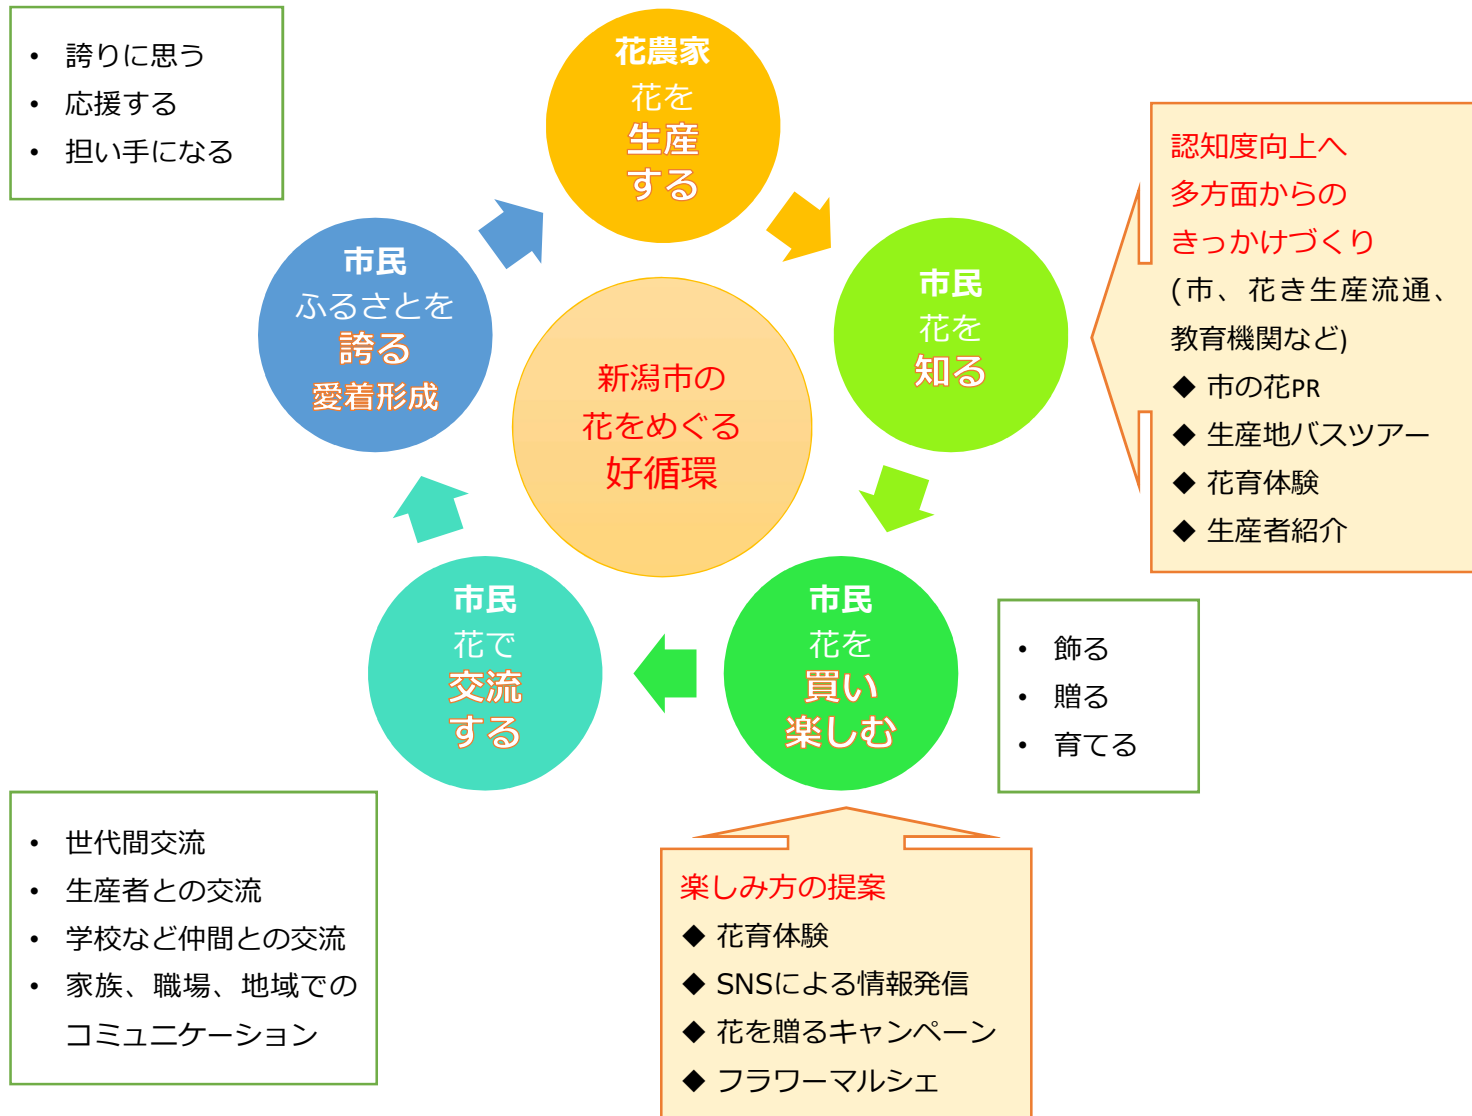 • 誇りに思う
• 応援する
• 担い手になる
花農家
花を
生産
する
市民
花を
知る
認知度向上へ
多方面からの
きっかけづくり
(市、花き生産流通、
教育機関など)
◆ 市の花PR
◆ 生産地バスツアー
◆ 花育体験
◆ 生産者紹介
市民
ふるさとを
誇る
愛着形成
新潟市の
花をめぐる
好循環
市民
花で
交流
する
市民
花を
買い
楽しむ
• 飾る
• 贈る
• 育てる
• 世代間交流
• 生産者との交流
• 学校など仲間との交流
• 家族、職場、地域での
コミュニケーション
楽しみ方の提案
◆ 花育体験
◆ SNSによる情報発信
◆ 花を贈るキャンペーン
◆ フラワーマルシェ